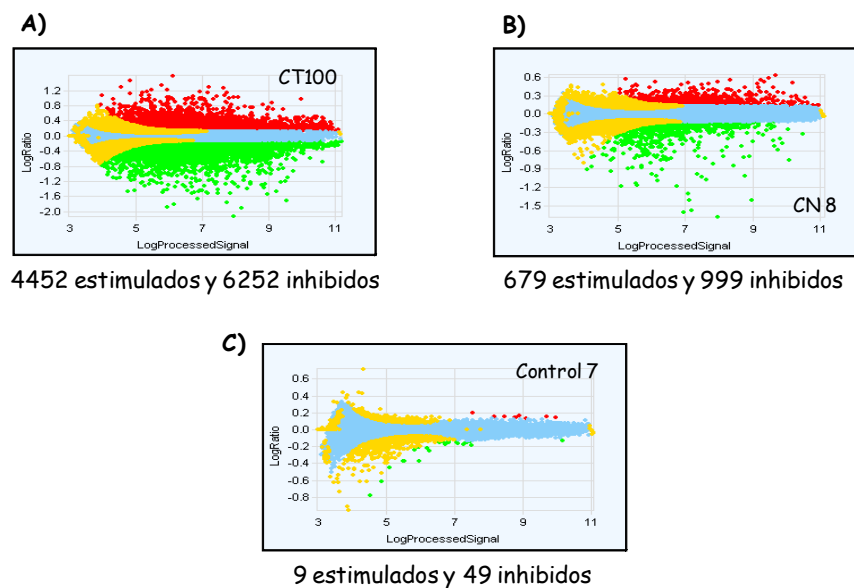 A)
CT100
1.2
0.8
0.4
0.0
-0.4
-0.8
-1.2
-1.6
-2.0
LogRatio
3 5 7 9 11
LogProcessedSignal
4452 estimulados y 6252 inhibidos
B)
0.6
0.3
0.0
-0.3
-0.6
-0.9
-1.2
-1.5
LogRatio
CN 8
3 5 7 9 11
LogProcessedSignal
679 estimulados y 999 inhibidos
C)
Control 7
0.6
0.4
0.2
0.0
-0.2
-0.4
-0.6
-0.8
LogRatio
3 5 7 9 11
LogProcessedSignal
9 estimulados y 49 inhibidos